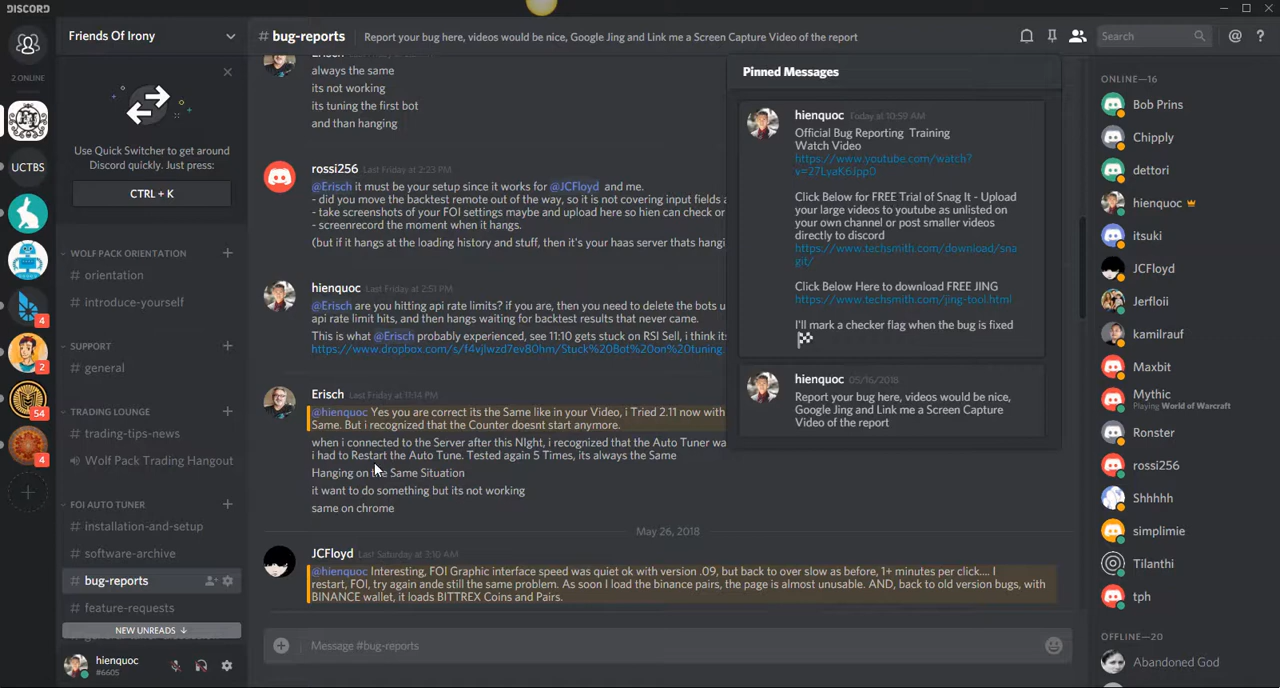 DISCORD
2 ONLINE
UCTBS
4
2
54
4
Friends Of Irony
Use Quick Switcher to get around
Discord quickly. Just press:
CTRL + K
WOLF PACK ORIENTATION
# orientation
# introduce-yourself
SUPPORT
# general
TRADING LOUNGE
# trading-tips-news
Wolf Pack Trading Hangout
FOI AUTO TUNER
# installation-and-setup
# software-archive
# bug-reports
# feature-requests
NEW UNREADS ↓
hienquoc
#6605
# bug-reports
Report your bug here, videos would be nice, Google Jing and Link me a Screen Capture Video of the report
Search
always the same
its not working
its tuning the first bot
and than hanging
rossi256 Last Friday at 2:23 PM
@Erisch it must be your setup since it works for @JCFloyd and me.
- did you move the backtest remote out of the way, so it is not covering input fields a
- take screenshots of your FOI settings maybe and upload here so hien can check or
- screenrecord the moment when it hangs.
(but if it hangs at the loading history and stuff, then it's your haas server thats hangi
hienquoc Last Friday at 2:51 PM
@Erisch are you hitting api rate limits? if you are, then you need to delete the bots u
api rate limit hits, and then hangs waiting for backtest results that never came.
This is what @Erisch probably experienced, see 11:10 gets stuck on RSI Sell, i think its
https://www.dropbox.com/s/f4vjlwzd7ev80hm/Stuck%20Bot%20on%20tuning.
Erisch Last Friday at 11:14 PM
@hienquoc Yes you are correct its the Same like in your Video, i Tried 2.11 now with
Same. But i recognized that the Counter doesnt start anymore.
when i connected to the Server after this NIght, i recognized that the Auto Tuner wa
i had to Restart the Auto Tune. Tested again 5 Times, its always the Same
Hanging on the Same Situation
it want to do something but its not working
same on chrome
May 26, 2018
JCFloyd Last Saturday at 3:10 AM
@hienquoc Interesting, FOI Graphic interface speed was quiet ok with version .09, but back to over slow as before, 1+ minutes per click.... I
restart, FOI, try again ande still the same problem. As soon I load the binance pairs, the page is almost unusable. AND, back to old version bugs, with
BINANCE wallet, it loads BITTREX Coins and Pairs.
Message #bug-reports
Pinned Messages
hienquoc Today at 10:59 AM
Official Bug Reporting Training
Watch Video
https://www.youtube.com/watch?
v=27LyaK6Jpp0
Click Below for FREE Trial of Snag It - Upload
your large videos to youtube as unlisted on
your own channel or post smaller videos
directly to discord
https://www.techsmith.com/download/sna
git/
Click Below Here to download FREE JING
https://www.techsmith.com/jing-tool.html
I'll mark a checker flag when the bug is fixed
hienquoc 05/16/2018
Report your bug here, videos would be nice,
Google Jing and Link me a Screen Capture
Video of the report
ONLINE—16
Bob Prins
Chipply
dettori
hienquoc
itsuki
JCFloyd
Jerfloii
kamilrauf
Maxbit
Mythic
Playing World of Warcraft
Ronster
rossi256
Shhhhh
simplimie
Tilanthi
tph
OFFLINE—20
Abandoned God